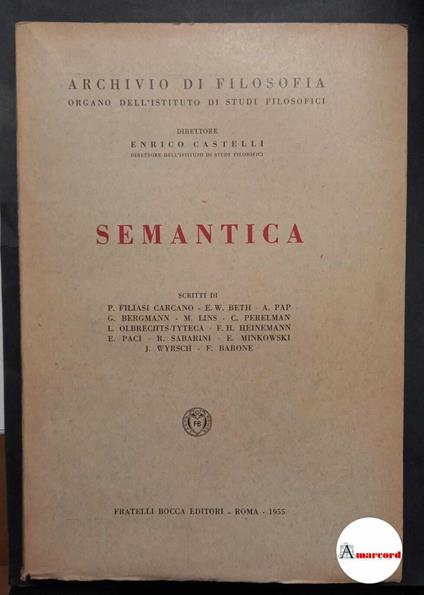 ARCHIVIO DI FILOSOFIA
ORGANO DELL'ISTITUTO DI STUDI FILOSOFICI
DIRETTORE
ENRICO CASTELLI
DIRETTORE DELL'ISTITUTO DI STUDI FILOSOFICI
SEMANTICA
SCRITTI DI
P. FILIASI CARCANO - E. W. BETH - A. PAP
G. BERGMANN - M. LINS - C. PERELMAN
L. OLBRECHTS-TYTECA - F. H. HEINEMANN
E. PACI - R. SABARINI - E. MINKOWSKI
J. WYRSCH - F. BARONE
FB
FRATELLI BOCCA EDITORI - ROMA - 1955
Amarcord